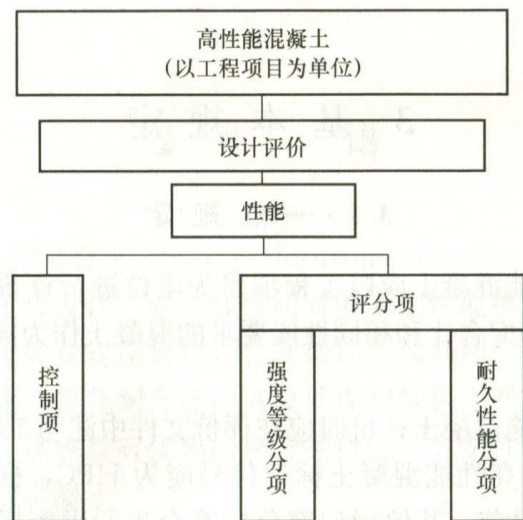 高性能混凝土
(以工程项目为单位)
设计评价
性能
评分项
控制项
强度等级分项
耐久性能分项